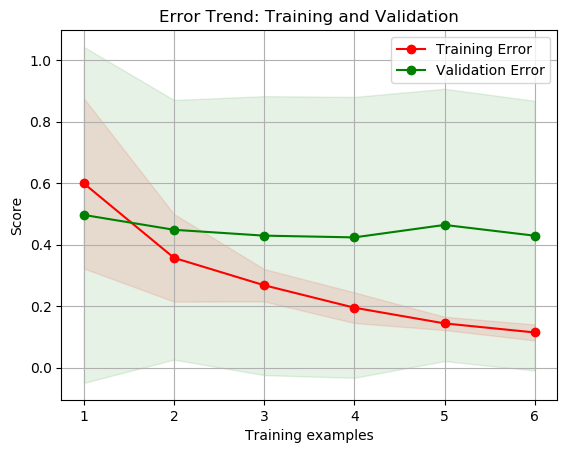 Error Trend: Training and Validation
Training Error
Validation Error
Score
1.0
0.8
0.6
0.4
0.2
0.0
1 2 3 4 5 6
Training examples